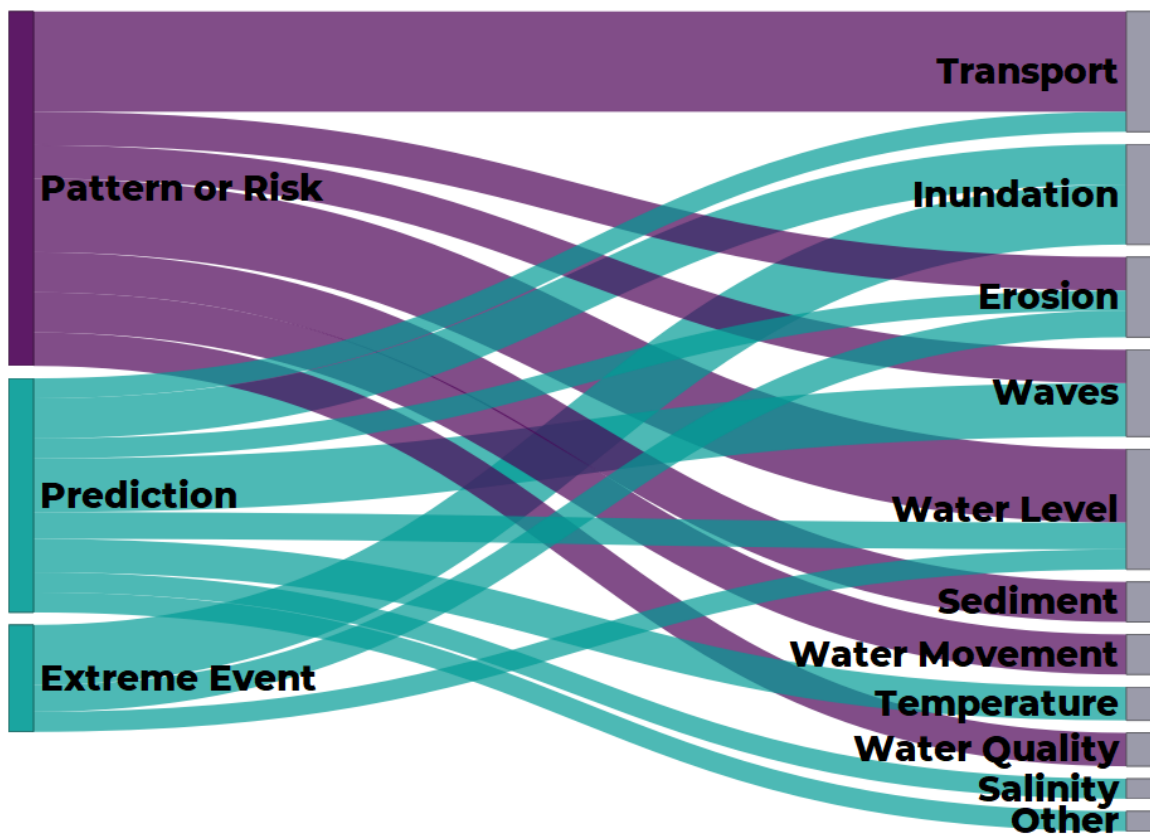 Transport
Pattern or Risk
Inundation
Erosion
Waves
Prediction
Water Level
Sediment
Water Movement
Extreme Event
Temperature
Water Quality
Salinity
Other